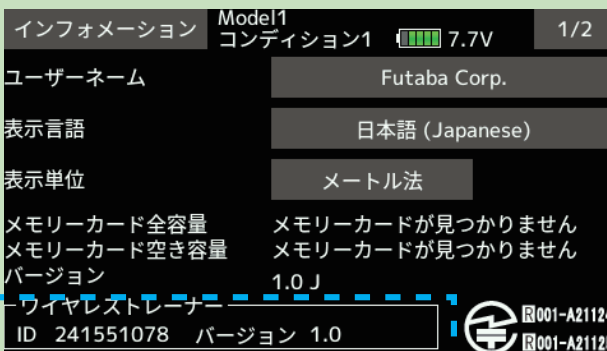 インフォメーション
Model1
コンディション1 7.7V
1/2
ユーザーネーム Futaba Corp.
表示言語 日本語 (Japanese)
表示単位 メートル法
メモリーカード全容量 メモリーカードが見つかりません
メモリーカード空き容量 メモリーカードが見つかりません
バージョン 1.0 J
ワイヤレストレーナー
ID 241551078 バージョン 1.0
R001-A21124
R001-A2112